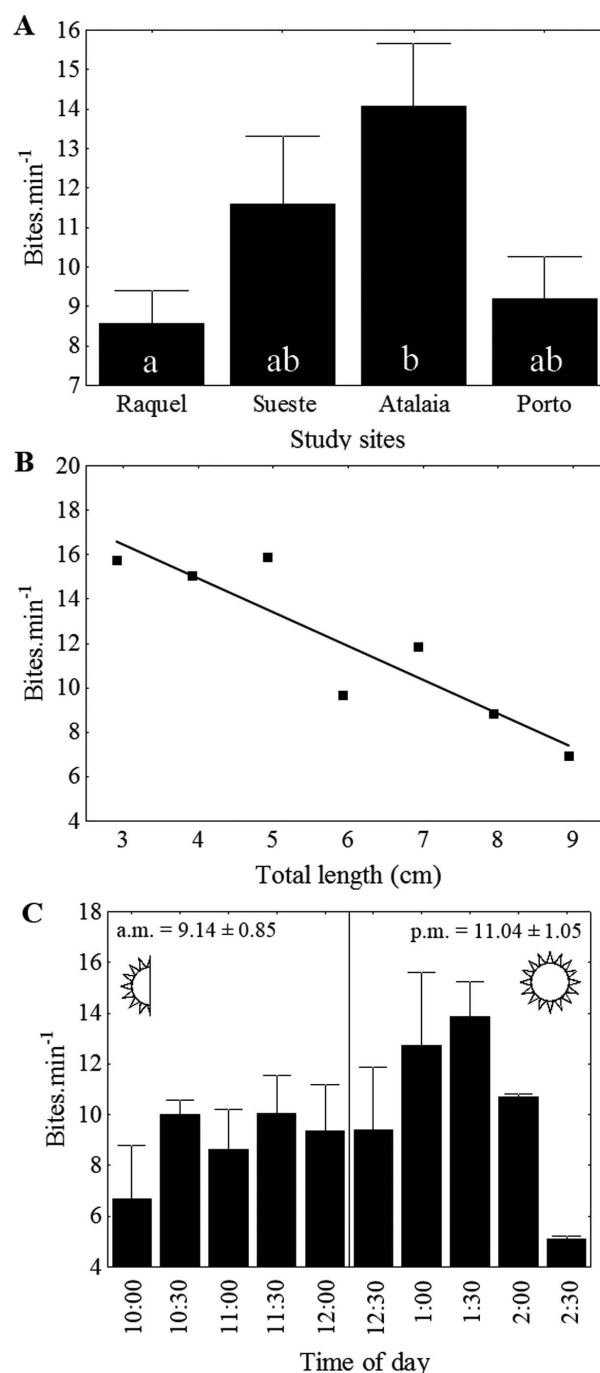 A
16
15
14
13
12
11
10
9
8
7
Bites.min-1
a
ab
b
ab
Raquel Sueste Atalaia Porto
Study sites
B
20
18
16
14
12
10
8
6
4
Bites.min-1
3 4 5 6 7 8 9
Total length (cm)
C
18
16
14
12
10
8
6
4
Bites.min-1
a.m. = 9.14 ± 0.85
p.m. = 11.04 ± 1.05
10:00 10:30 11:00 11:30 12:00 12:30 1:00 1:30 2:00 2:30
Time of day